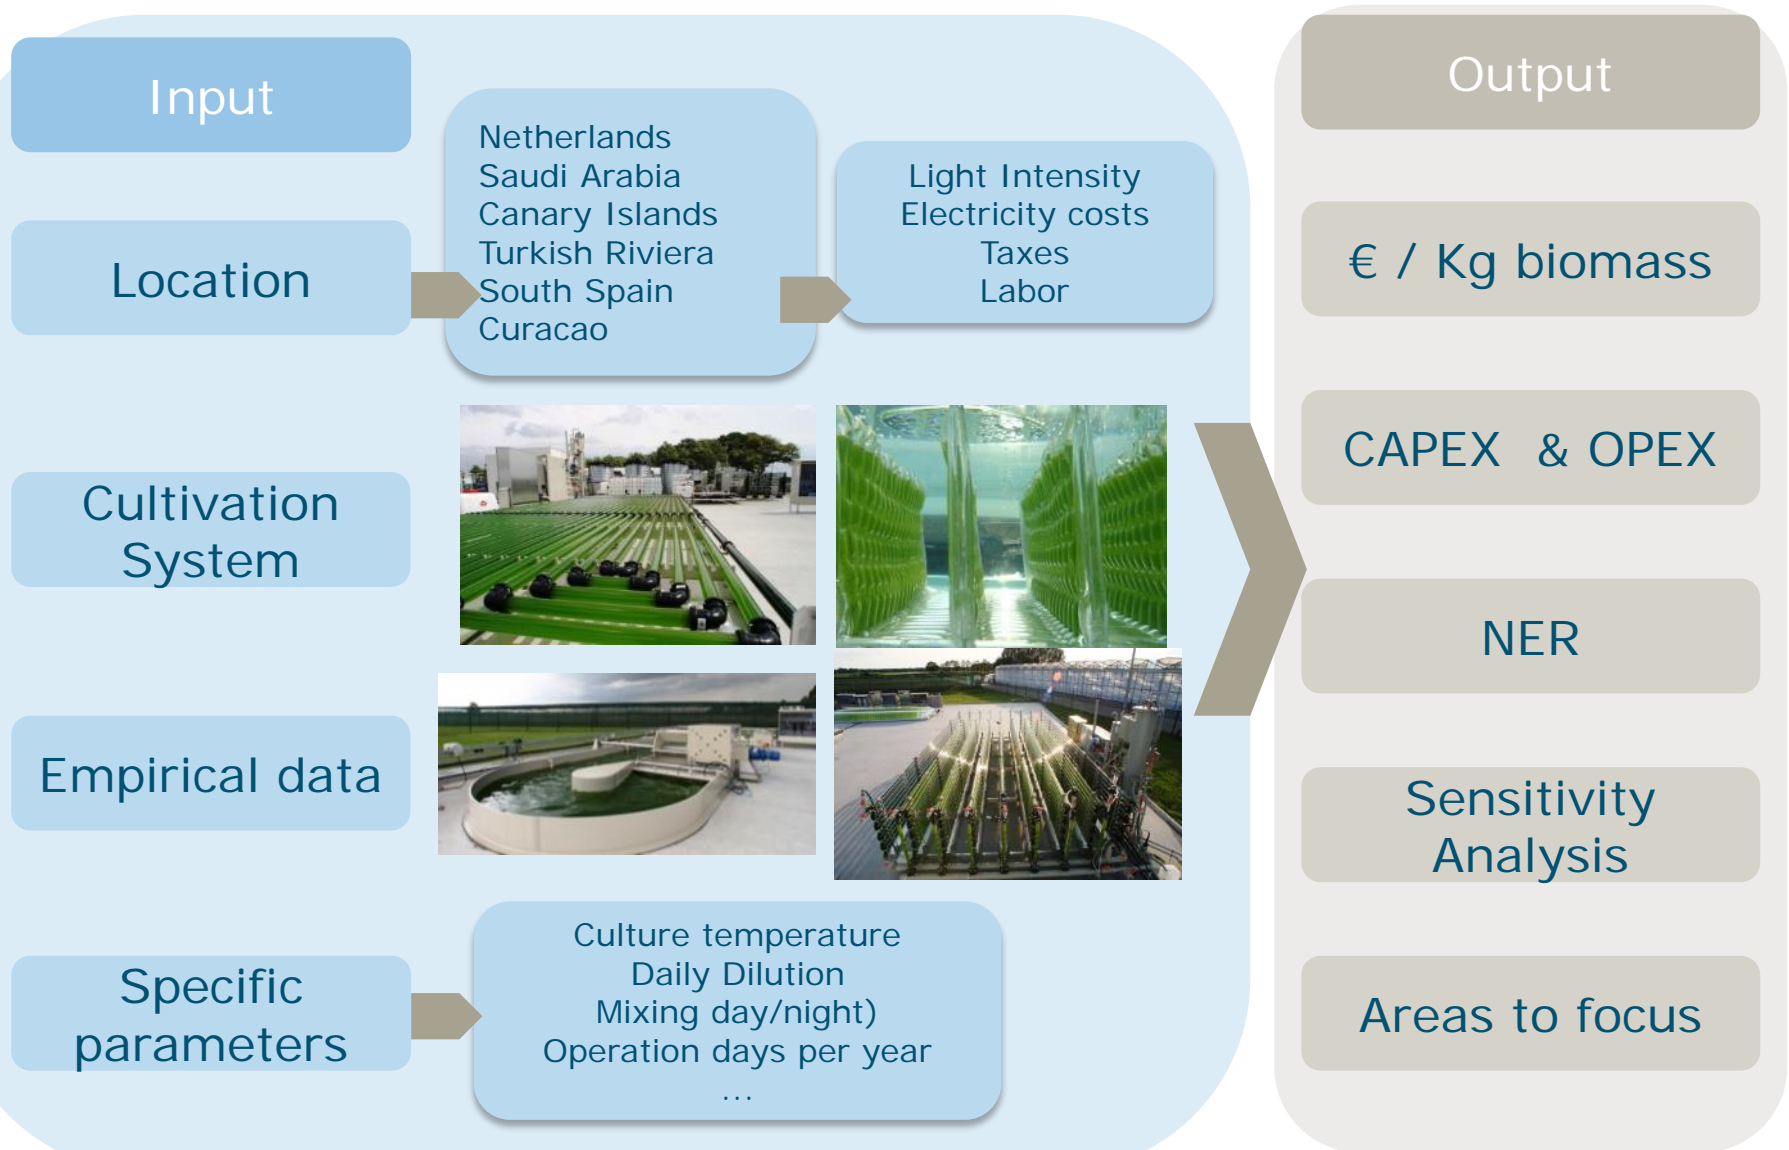 Input
Location
Netherlands
Saudi Arabia
Canary Islands
Turkish Riviera
South Spain
Curacao
Light Intensity
Electricity costs
Taxes
Labor
Cultivation
System
Empirical data
Specific
parameters
Culture temperature
Daily Dilution
Mixing day/night)
Operation days per year
...
Output
€ / Kg biomass
CAPEX & OPEX
NER
Sensitivity
Analysis
Areas to focus